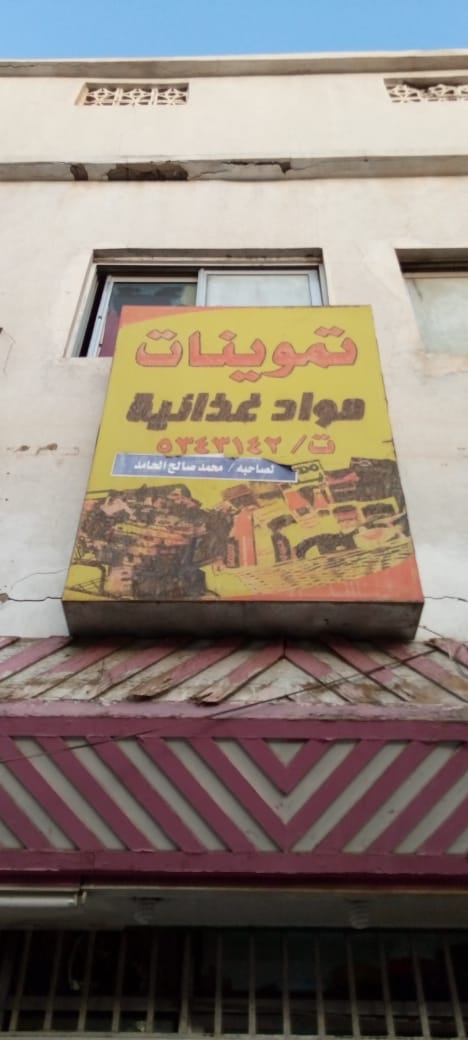 تموينات
مواد غذائية
ت/ ٥٣٤٣١٤٢
لصاحبه / محمد صالح الحامد